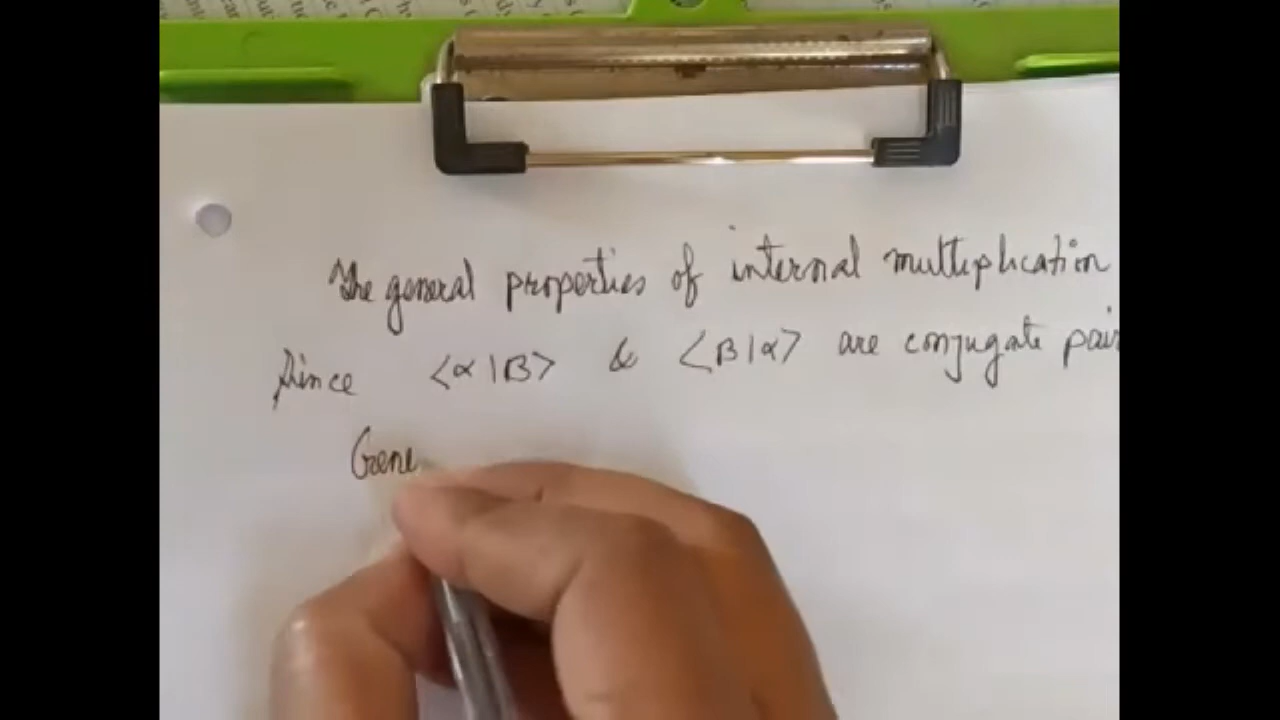 The general properties of internal multiplication
Since <α|β> & <β|α> are conjugate pair
Gene